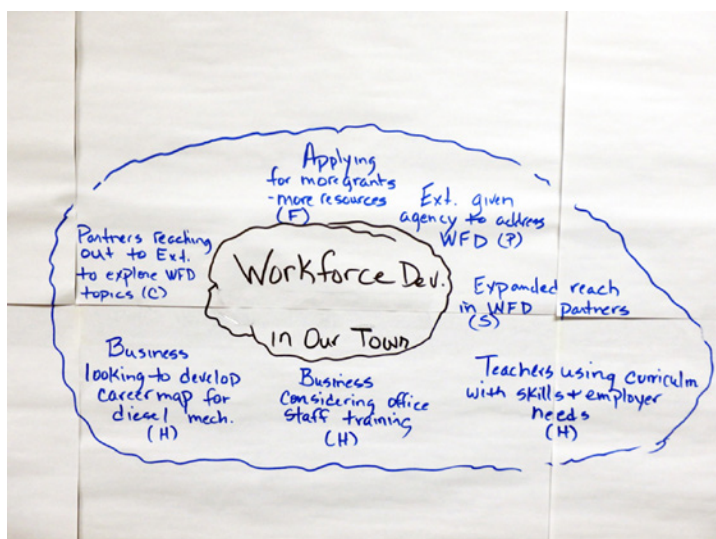 Applying
for more grants
- more resources
(F)
Ext. given
agency to address
WFD (?)
Partners reaching
out to Ext.
to explore WFD
topics (C)
Workforce Dev.
in Our Town
Expanded reach
in WFD partners
(S)
Business
looking to develop
career map for
diesel mech.
(H)
Business
considering office
staff training
(H)
Teachers using curriculm
with skills + employer
needs
(H)